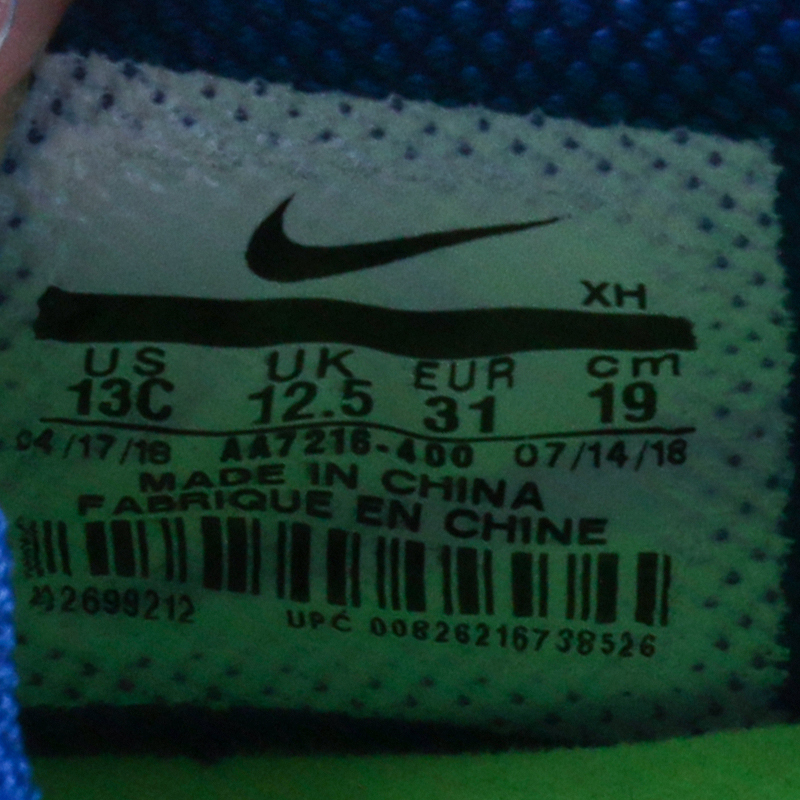 XH
US UK EUR cm
13C 12.5 31 19
04/17/18 AA7216-400 07/14/18
MADE IN CHINA
FABRIQUE EN CHINE
UPC 00826216738526